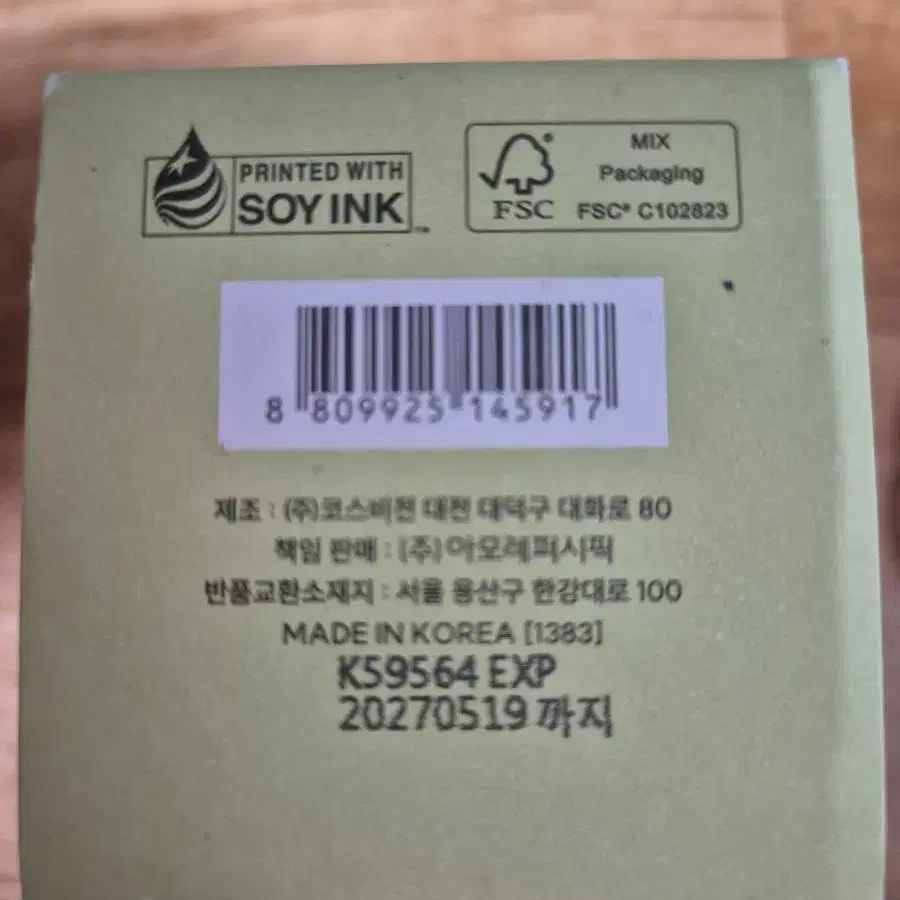 PRINTED WITH
SOY INK
™
MIX
Packaging
FSC
FSC® C102823
8 809925 145917
제조 : (주)코스비전 대전 대덕구 대화로 80
책임 판매 : (주)아모레퍼시픽
반품교환소재지 : 서울 용산구 한강대로 100
MADE IN KOREA [1383]
K59564 EXP
20270519 까지